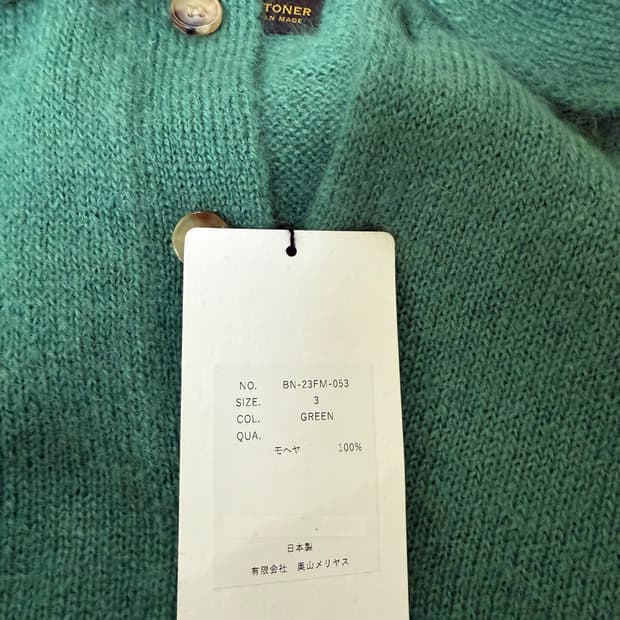 TONER
AN MADE
NO. BN-23FM-053
SIZE. 3
COL. GREEN
QUA.
モヘヤ 100%
日本製
有限会社 奥山メリヤス